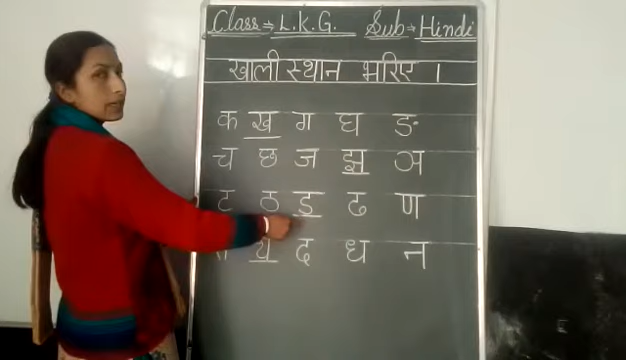 Class → L.K.G. Sub → Hindi
खाली स्थान भरिए ।
क ख ग घ ङ
च छ ज झ ञ
ट ठ ड ढ ण
थ द ध न